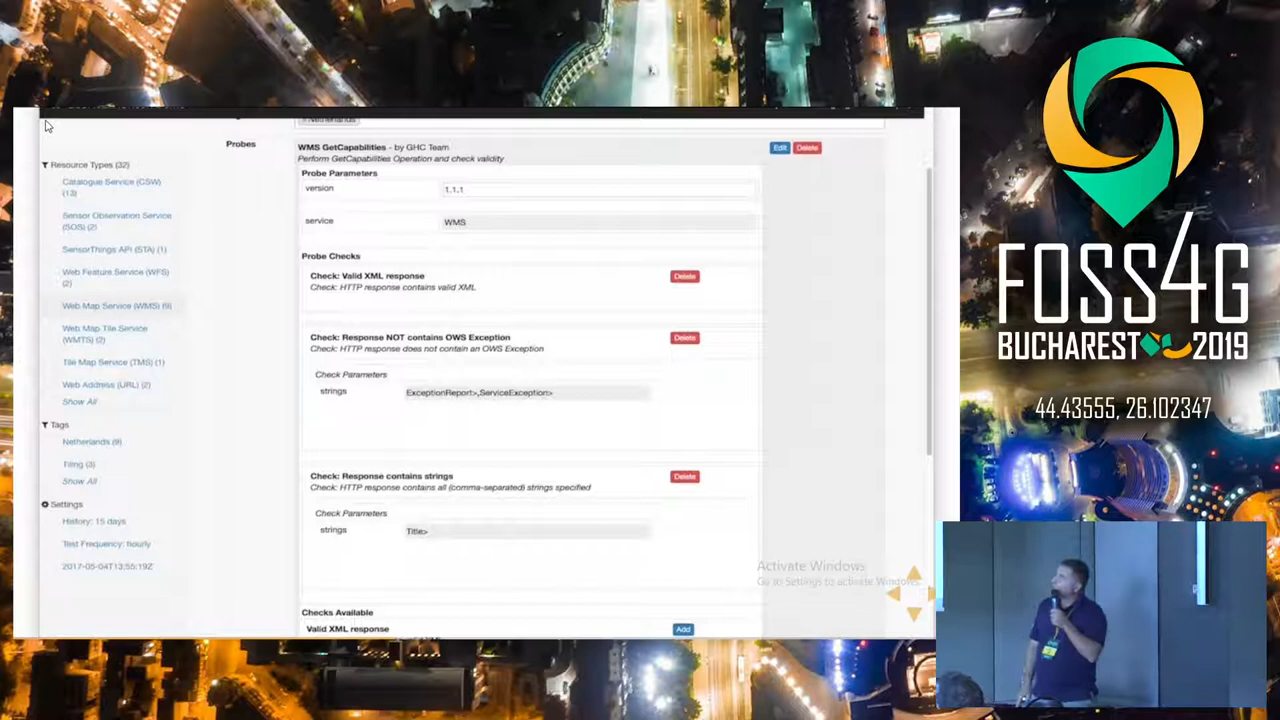 Netherlands
Probes
WMS GetCapabilities - by GHC Team
Edit
Delete
Perform GetCapabilities Operation and check validity
Probe Parameters
version
1.1.1
service
WMS
Probe Checks
Check: Valid XML response
Delete
Check: HTTP response contains valid XML
Check: Response NOT contains OWS Exception
Delete
Check: HTTP response does not contain an OWS Exception
Check Parameters
strings
ExceptionReport>,ServiceException>
Check: Response contains strings
Delete
Check: HTTP response contains all (comma-separated) strings specified
Check Parameters
strings
Title>
Checks Available
Valid XML response
Add
Resource Types (32)
Catalogue Service (CSW)
(13)
Sensor Observation Service
(SOS) (2)
SensorThings API (STA) (1)
Web Feature Service (WFS)
(2)
Web Map Service (WMS) (9)
Web Map Tile Service
(WMTS) (2)
Tile Map Service (TMS) (1)
Web Address (URL) (2)
Show All
Tags
Netherlands (9)
Tiling (3)
Show All
Settings
History: 15 days
Test Frequency: hourly
2017-05-04T13:55:19Z
Activate Windows
Go to Settings to activate Windows.
FOSS4G
BUCHAREST 2019
44.43555, 26.102347